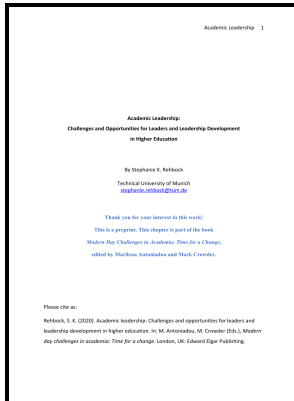 Academic Leadership 1
Academic Leadership:
Challenges and Opportunities for Leaders and Leadership Development
in Higher Education
By Stephanie K. Rehbock
Technical University of Munich
stephanie.rehbock@tum.de
Thank you for your interest in this work!
This is a preprint. This chapter is part of the book
Modern Day Challenges in Academia: Time for a Change,
edited by Marilena Antoniadou and Mark Crowder.
Please cite as:
Rehbock, S. K. (2020). Academic leadership: Challenges and opportunities for leaders and
leadership development in higher education. In: M. Antoniadou, M. Crowder (Eds.), Modern
day challenges in academia: Time for a change. London, UK: Edward Elgar Publishing.